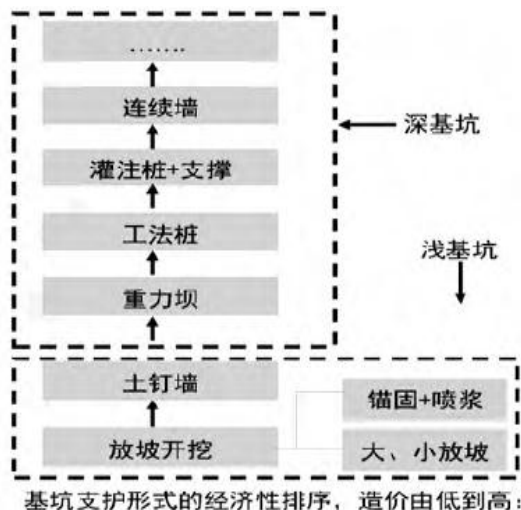 .......
连续墙
深基坑
灌注桩+支撑
工法桩
浅基坑
重力坝
土钉墙
锚固+喷浆
放坡开挖
大、小放坡
基坑支护形式的经济性排序，造价由低到高；